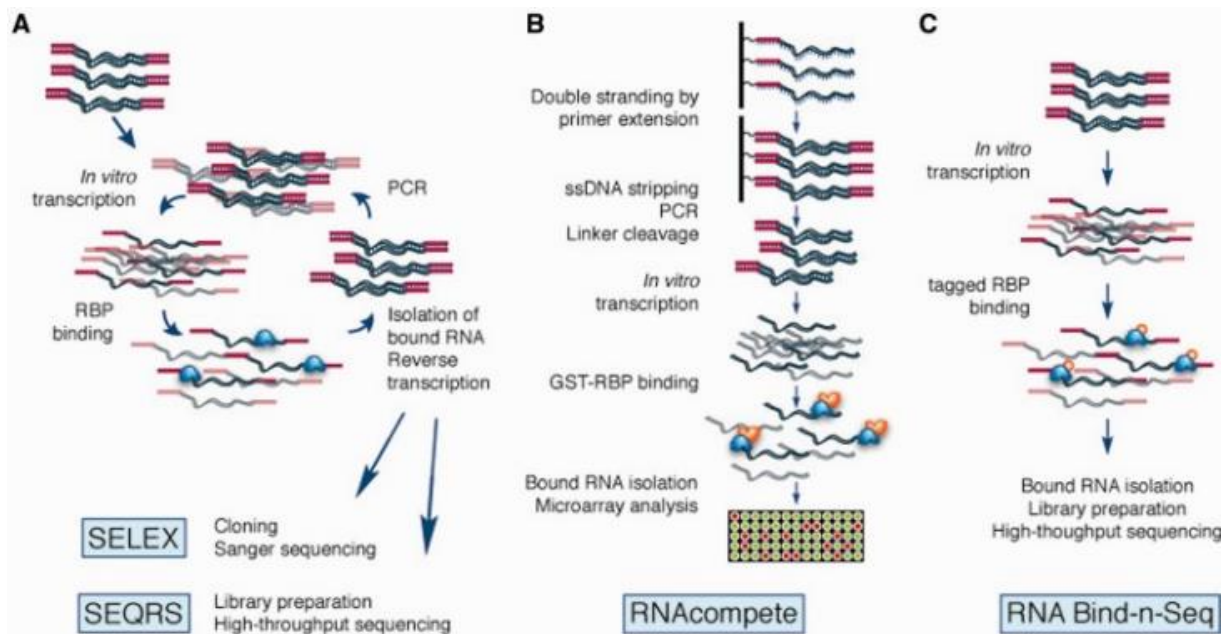 A
In vitro
transcription
PCR
RBP
binding
Isolation of
bound RNA
Reverse
transcription
SELEX
Cloning
Sanger sequencing
SEQRS
Library preparation
High-throughput sequencing
B
Double stranding by
primer extension
ssDNA stripping
PCR
Linker cleavage
In vitro
transcription
GST-RBP binding
Bound RNA isolation
Microarray analysis
RNAcompete
C
In vitro
transcription
tagged RBP
binding
Bound RNA isolation
Library preparation
High-thoughput sequencing
RNA Bind-n-Seq